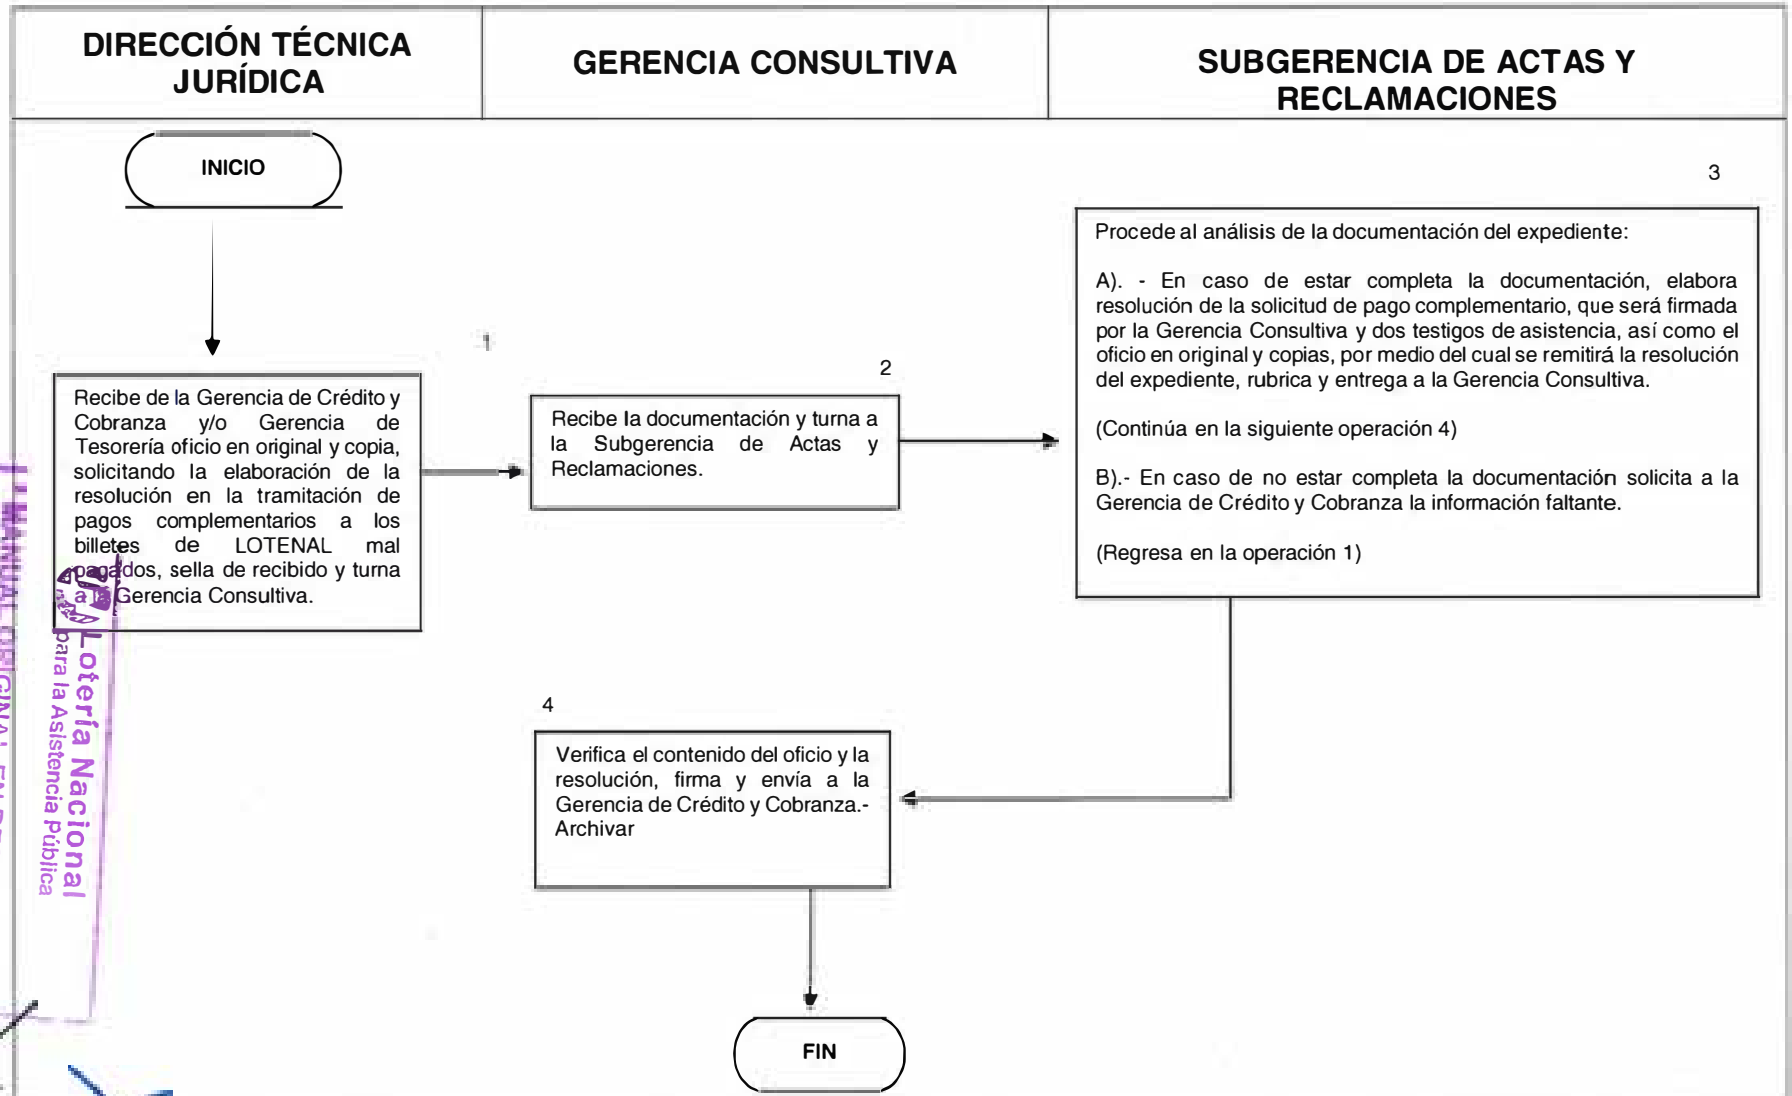 DIRECCIÓN TÉCNICA
JURÍDICA
GERENCIA CONSULTIVA
SUBGERENCIA DE ACTAS Y
RECLAMACIONES
INICIO
1
Recibe de la Gerencia de Crédito y
Cobranza y/o Gerencia de
Tesorería oficio en original y copia,
solicitando la elaboración de la
resolución en la tramitación de
pagos complementarios a los
billetes de LOTENAL mal
pagados, sella de recibido y turna
a la Gerencia Consultiva.
2
Recibe la documentación y turna a
la Subgerencia de Actas y
Reclamaciones.
3
Procede al análisis de la documentación del expediente:
A). - En caso de estar completa la documentación, elabora
resolución de la solicitud de pago complementario, que será firmada
por la Gerencia Consultiva y dos testigos de asistencia, así como el
oficio en original y copias, por medio del cual se remitirá la resolución
del expediente, rubrica y entrega a la Gerencia Consultiva.
(Continúa en la siguiente operación 4)
B).- En caso de no estar completa la documentación solicita a la
Gerencia de Crédito y Cobranza la información faltante.
(Regresa en la operación 1)
4
Verifica el contenido del oficio y la
resolución, firma y envía a la
Gerencia de Crédito y Cobranza.-
Archivar
FIN
Lotería Nacional
para la Asistencia Pública